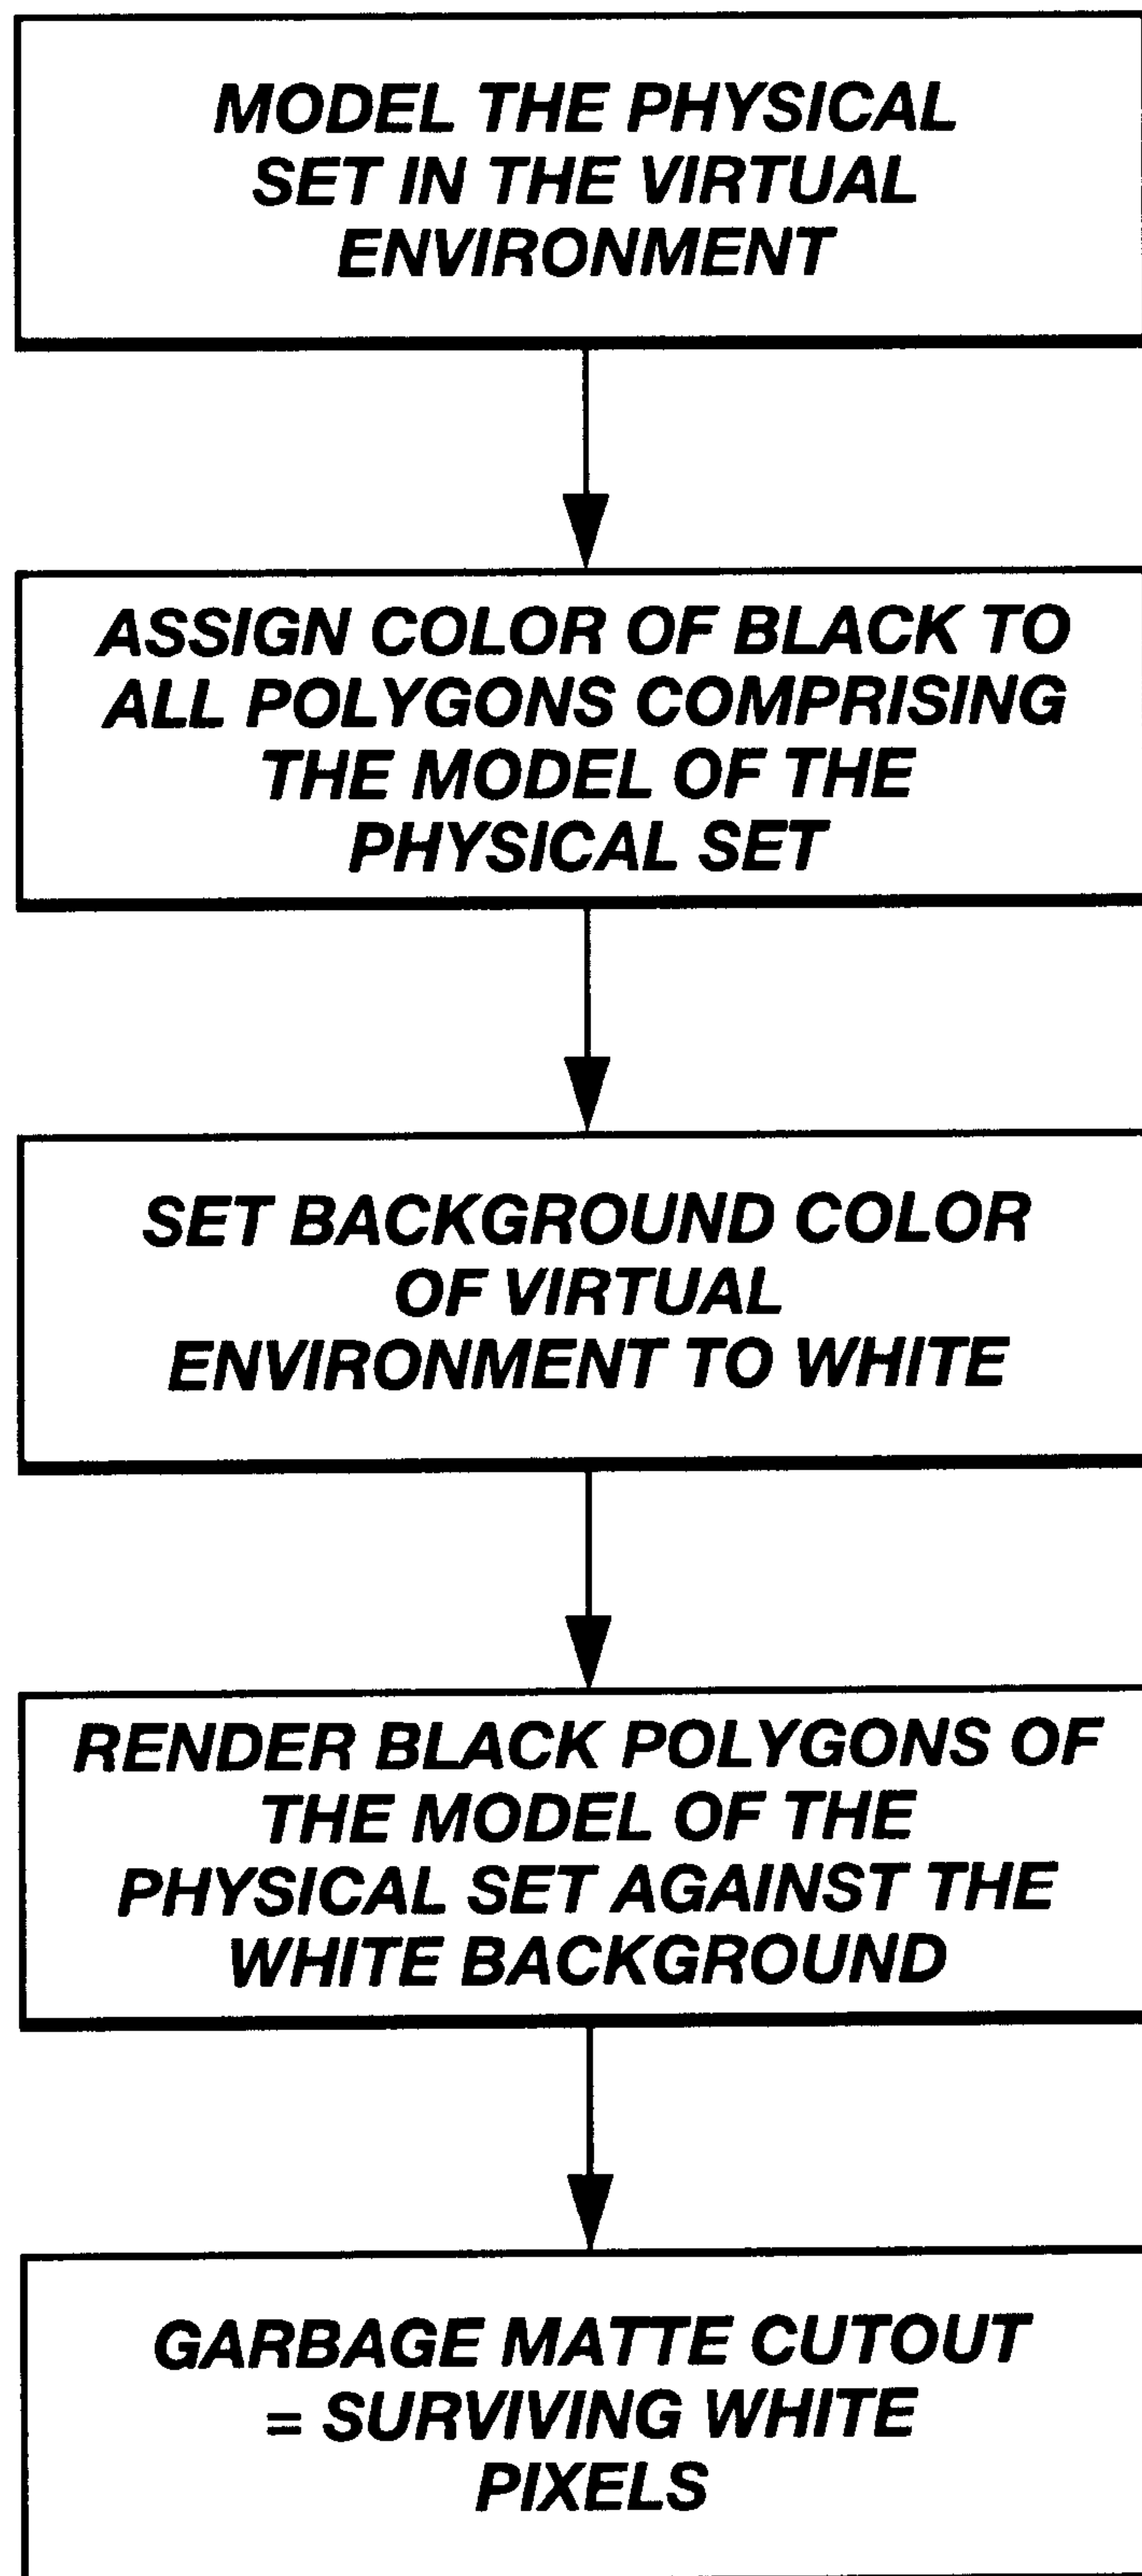 MODEL THE PHYSICAL
SET IN THE VIRTUAL
ENVIRONMENT
ASSIGN COLOR OF BLACK TO
ALL POLYGONS COMPRISING
THE MODEL OF THE
PHYSICAL SET
SET BACKGROUND COLOR
OF VIRTUAL
ENVIRONMENT TO WHITE
RENDER BLACK POLYGONS OF
THE MODEL OF THE
PHYSICAL SET AGAINST THE
WHITE BACKGROUND
GARBAGE MATTE CUTOUT
= SURVIVING WHITE
PIXELS